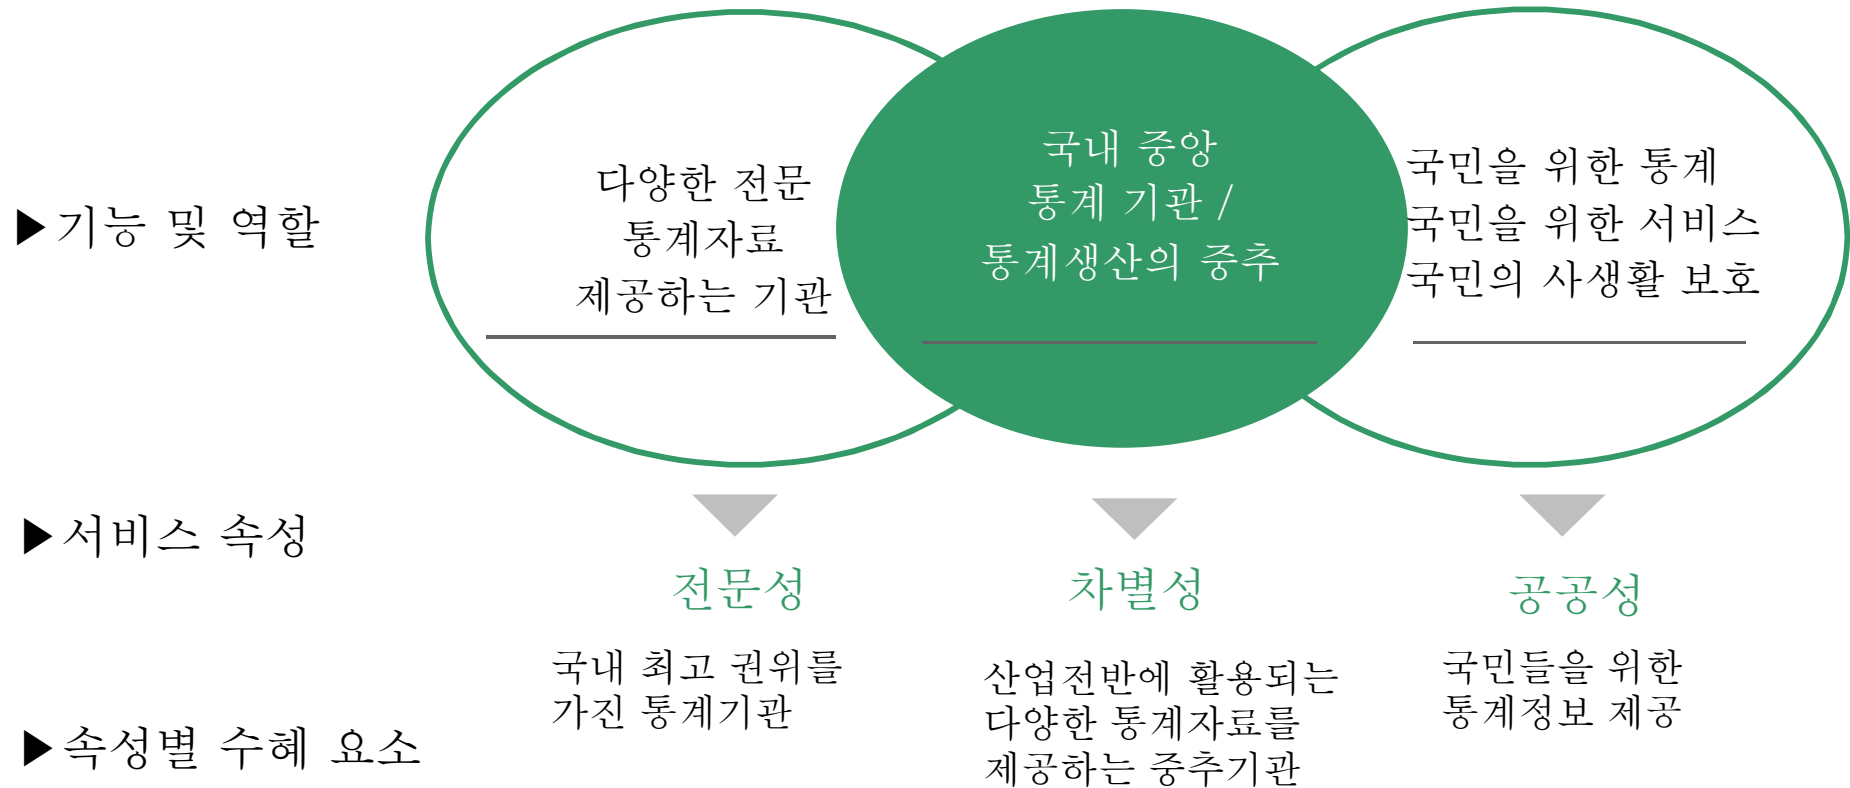 ▶기능 및 역할
다양한 전문
통계자료
제공하는 기관
국내 중앙
통계 기관 /
통계생산의 중추
국민을 위한 통계
국민을 위한 서비스
국민의 사생활 보호
▶서비스 속성
전문성
차별성
공공성
▶속성별 수혜 요소
국내 최고 권위를
가진 통계기관
산업전반에 활용되는
다양한 통계자료를
제공하는 중추기관
국민들을 위한
통계정보 제공